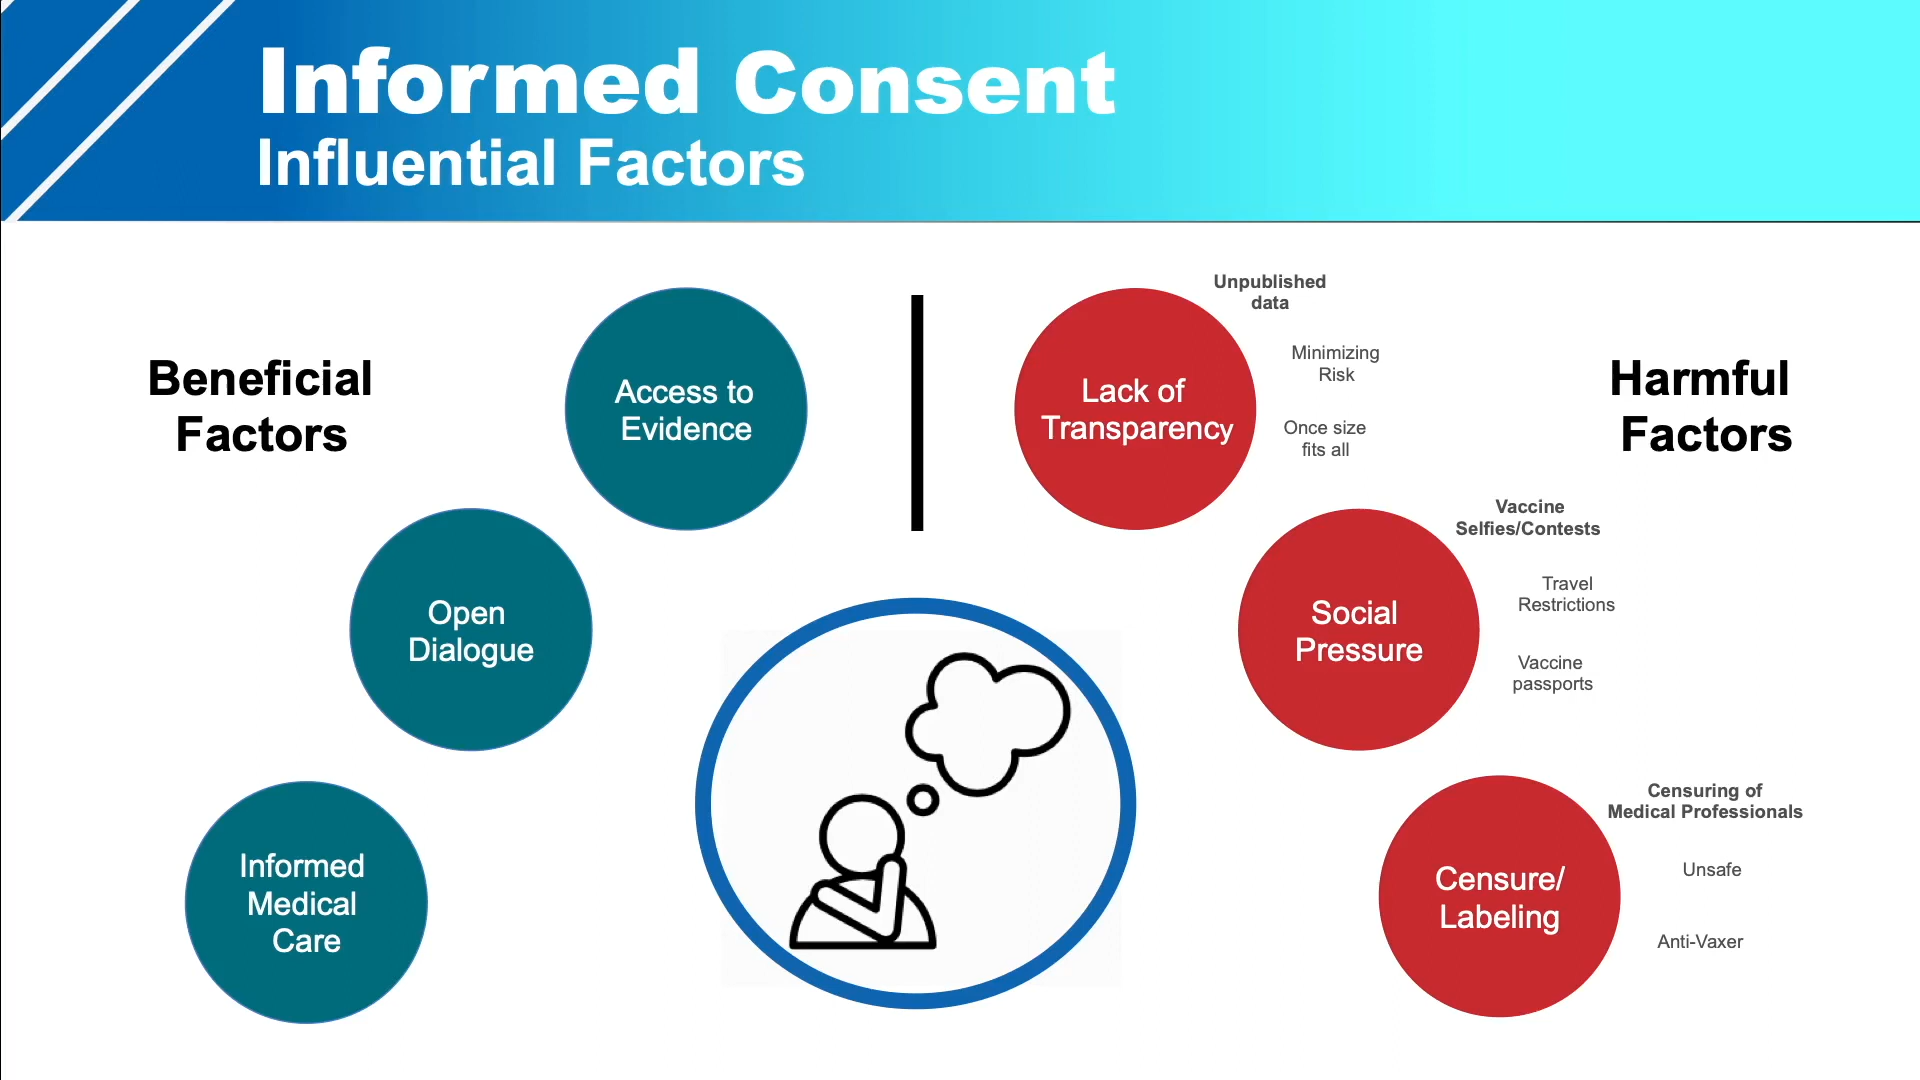 Informed Consent
Influential Factors
Beneficial
Factors
Access to
Evidence
Open
Dialogue
Informed
Medical
Care
Lack of
Transparency
Unpublished
data
Minimizing
Risk
Once size
fits all
Harmful
Factors
Social
Pressure
Vaccine
Selfies/Contests
Travel
Restrictions
Vaccine
passports
Censure/
Labeling
Censuring of
Medical Professionals
Unsafe
Anti-Vaxer